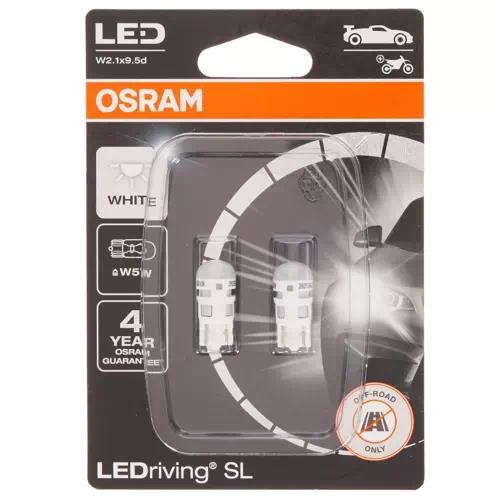 LED
W2.1x9.5d
OSRAM
WHITE
W5W
4
YEAR
OSRAM
GUARANTEE
OFF-ROAD
ONLY
LEDriving® SL